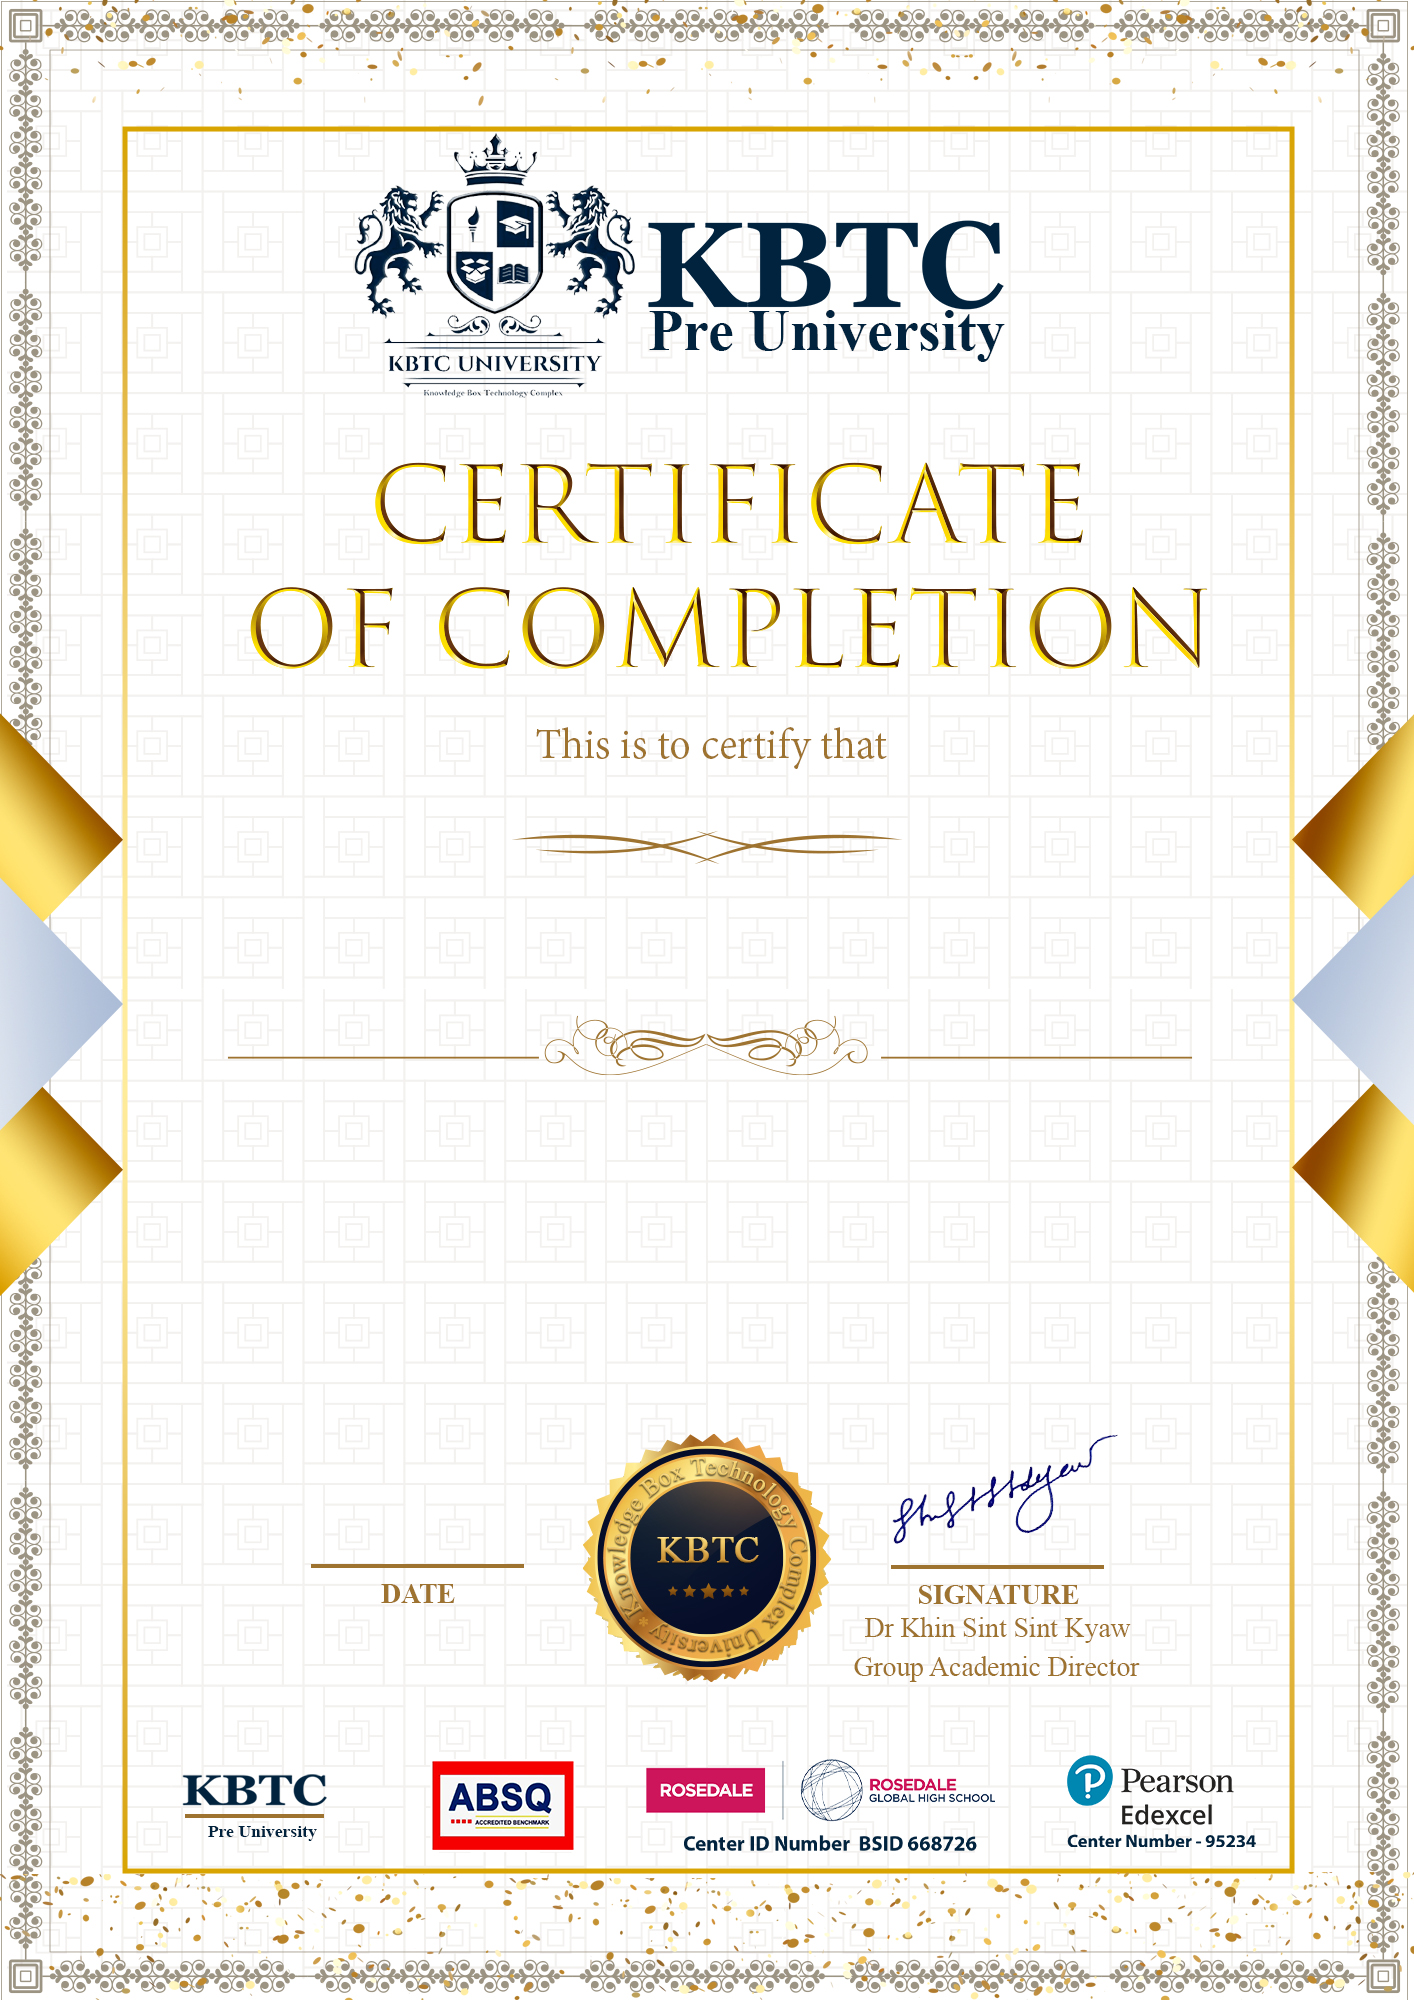 KBTC UNIVERSITY
Knowledge Box Technology Complex
KBTC
Pre University
CERTIFICATE
OF COMPLETION
This is to certify that
DATE
Knowledge Box Technology Complex University
KBTC
SIGNATURE
Dr Khin Sint Sint Kyaw
Group Academic Director
KBTC
Pre University
ABSQ
ACCREDITED BENCHMARK
ROSEDALE
ROSEDALE
GLOBAL HIGH SCHOOL
Center ID Number BSID 668726
Pearson
Edexcel
Center Number - 95234